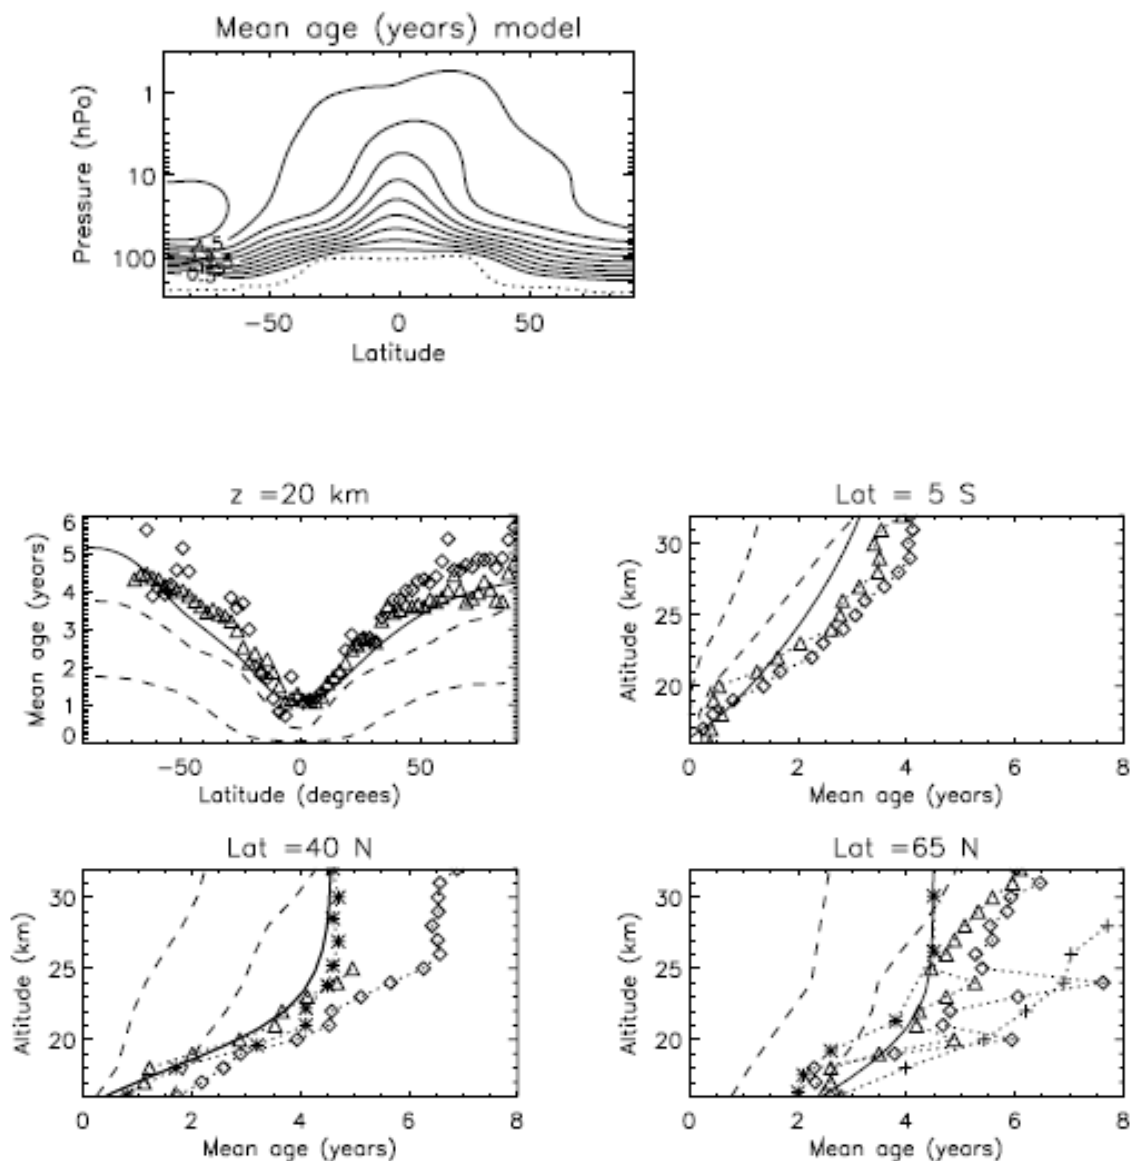 Mean age (years) model
Pressure (hPa)
1
10
100
-50 0 50
Latitude
z =20 km
Mean age (years)
6
5
4
3
2
1
0
-50 0 50
Latitude (degrees)
Lat = 5 S
Altitude (km)
30
25
20
0 2 4 6 8
Mean age (years)
Lat =40 N
Altitude (km)
30
25
20
0 2 4 6 8
Mean age (years)
Lat =65 N
Altitude (km)
30
25
20
0 2 4 6 8
Mean age (years)